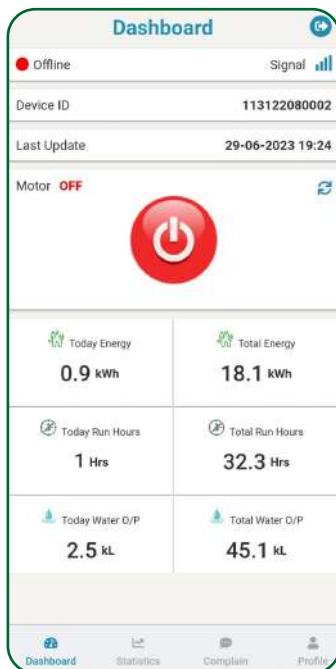 Dashboard
Offline Signal
Device ID 113122080002
Last Update 29-06-2023 19:24
Motor OFF
Today Energy Total Energy
0.9 kWh 18.1 kWh
Today Run Hours Total Run Hours
1 Hrs 32.3 Hrs
Today Water O/P Total Water O/P
2.5 kL 45.1 kL
Dashboard Statistics Complain Profile